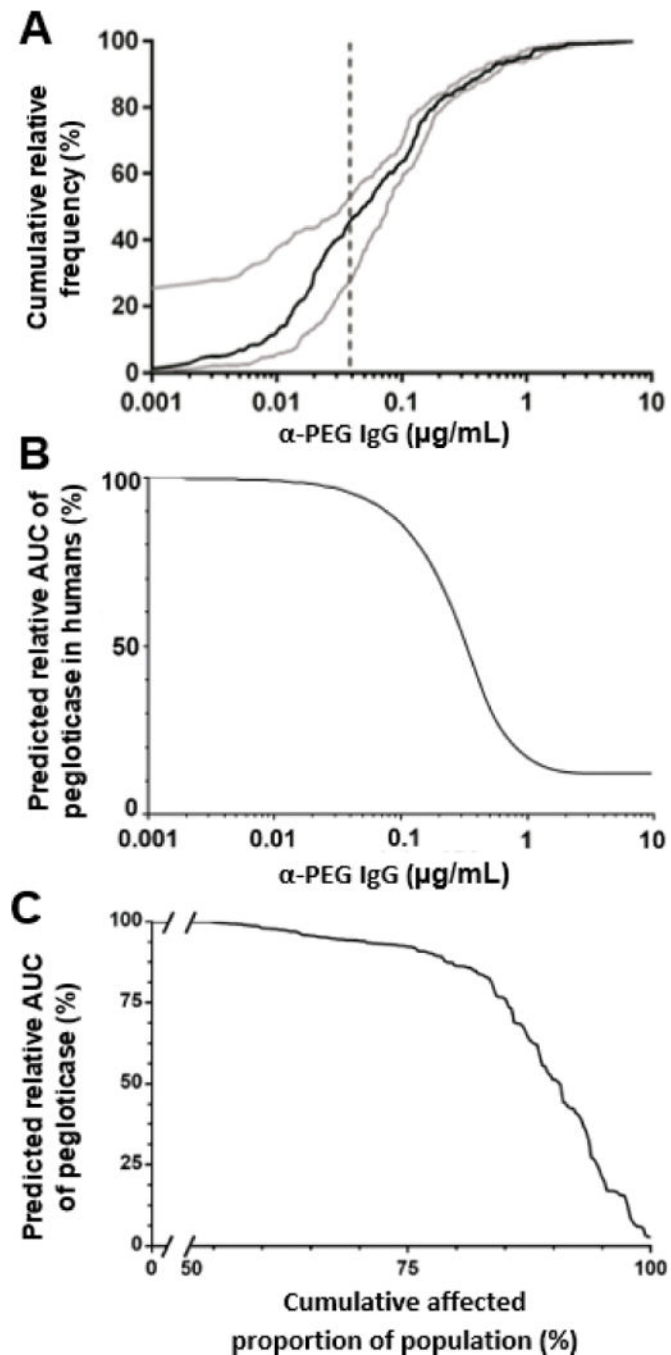 A
Cumulative relative
frequency (%)
100
80
60
40
20
0
0.001 0.01 0.1 1 10
α-PEG IgG (µg/mL)
B
Predicted relative AUC of
pegloticase in humans (%)
100
50
0
0.001 0.01 0.1 1 10
α-PEG IgG (µg/mL)
C
Predicted relative AUC
of pegloticase (%)
100
75
50
25
0
0 50 75 100
Cumulative affected
proportion of population (%)